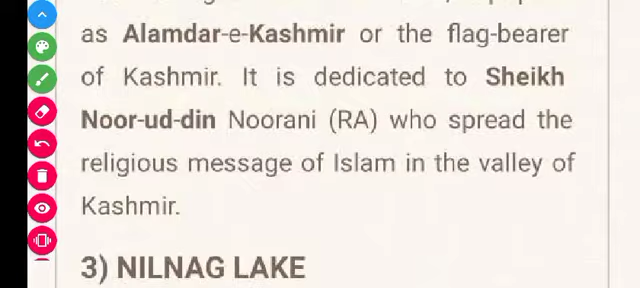 as Alamdar-e-Kashmir or the flag-bearer
of Kashmir. It is dedicated to Sheikh
Noor-ud-din Noorani (RA) who spread the
religious message of Islam in the valley of
Kashmir.
3) NILNAG LAKE